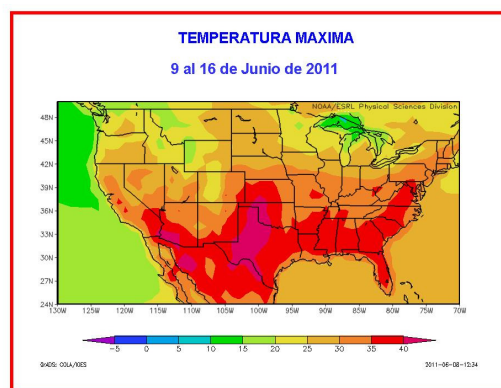 TEMPERATURA MAXIMA
9 al 16 de Junio de 2011
NOAA/ESRL Physical Sciences Division
48N
45N
42N
39N
36N
33N
30N
27N
24N
130W 125W 120W 115W 110W 105W 100W 95W 90W 85W 80W 75W 70W
-5 0 5 10 15 20 25 30 35 40
GrADS: COLA/IGES 2011-06-08-12:34